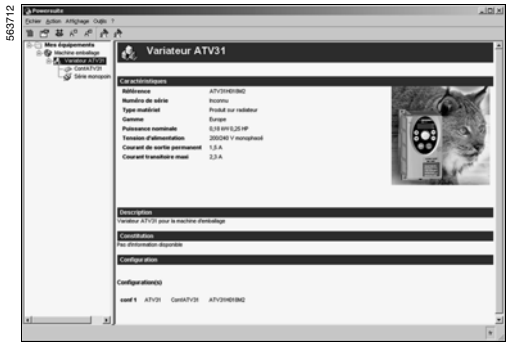 563712
Powersuite
Fichier Action Affichage Outils ?
Mes équipements
Machine emballage
Variateur ATV31
ContATV31
Série monopoin
Variateur ATV31
Caractéristiques
Référence ATV31H018M2
Numéro de série Inconnu
Type matériel Produit sur radiateur
Gamme Europe
Puissance nominale 0,18 kW 0,25 HP
Tension d'alimentation 200/240 V monophasé
Courant de sortie permanent 1,5 A
Courant transitoire maxi 2,3 A
Description
Variateur ATV31 pour la machine d'emballage
Constitution
Pas d'information disponible
Configuration
Configuration(s)
conf 1 ATV31 ContATV31 ATV31H018M2